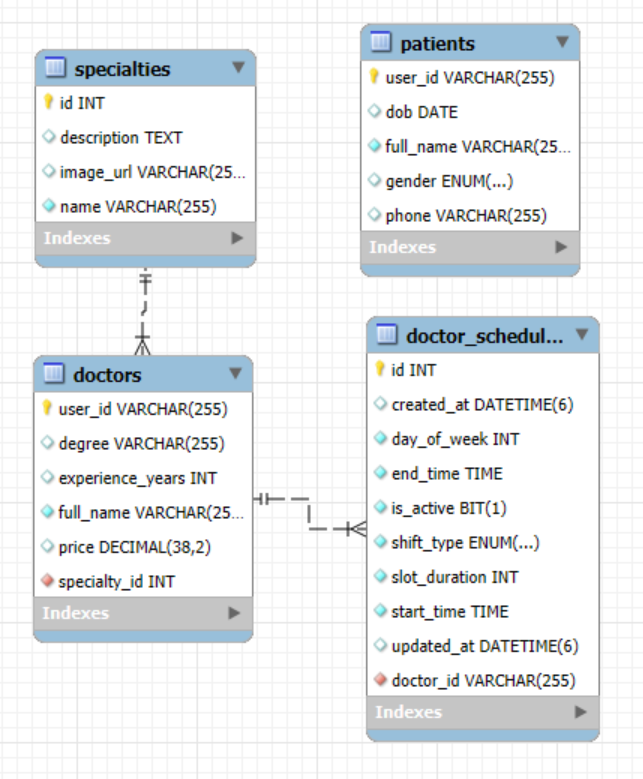 specialties
id INT
description TEXT
image_url VARCHAR(25...
name VARCHAR(255)
Indexes
patients
user_id VARCHAR(255)
dob DATE
full_name VARCHAR(25...
gender ENUM(...)
phone VARCHAR(255)
Indexes
doctors
user_id VARCHAR(255)
degree VARCHAR(255)
experience_years INT
full_name VARCHAR(25...
price DECIMAL(38,2)
specialty_id INT
Indexes
doctor_schedul...
id INT
created_at DATETIME(6)
day_of_week INT
end_time TIME
is_active BIT(1)
shift_type ENUM(...)
slot_duration INT
start_time TIME
updated_at DATETIME(6)
doctor_id VARCHAR(255)
Indexes